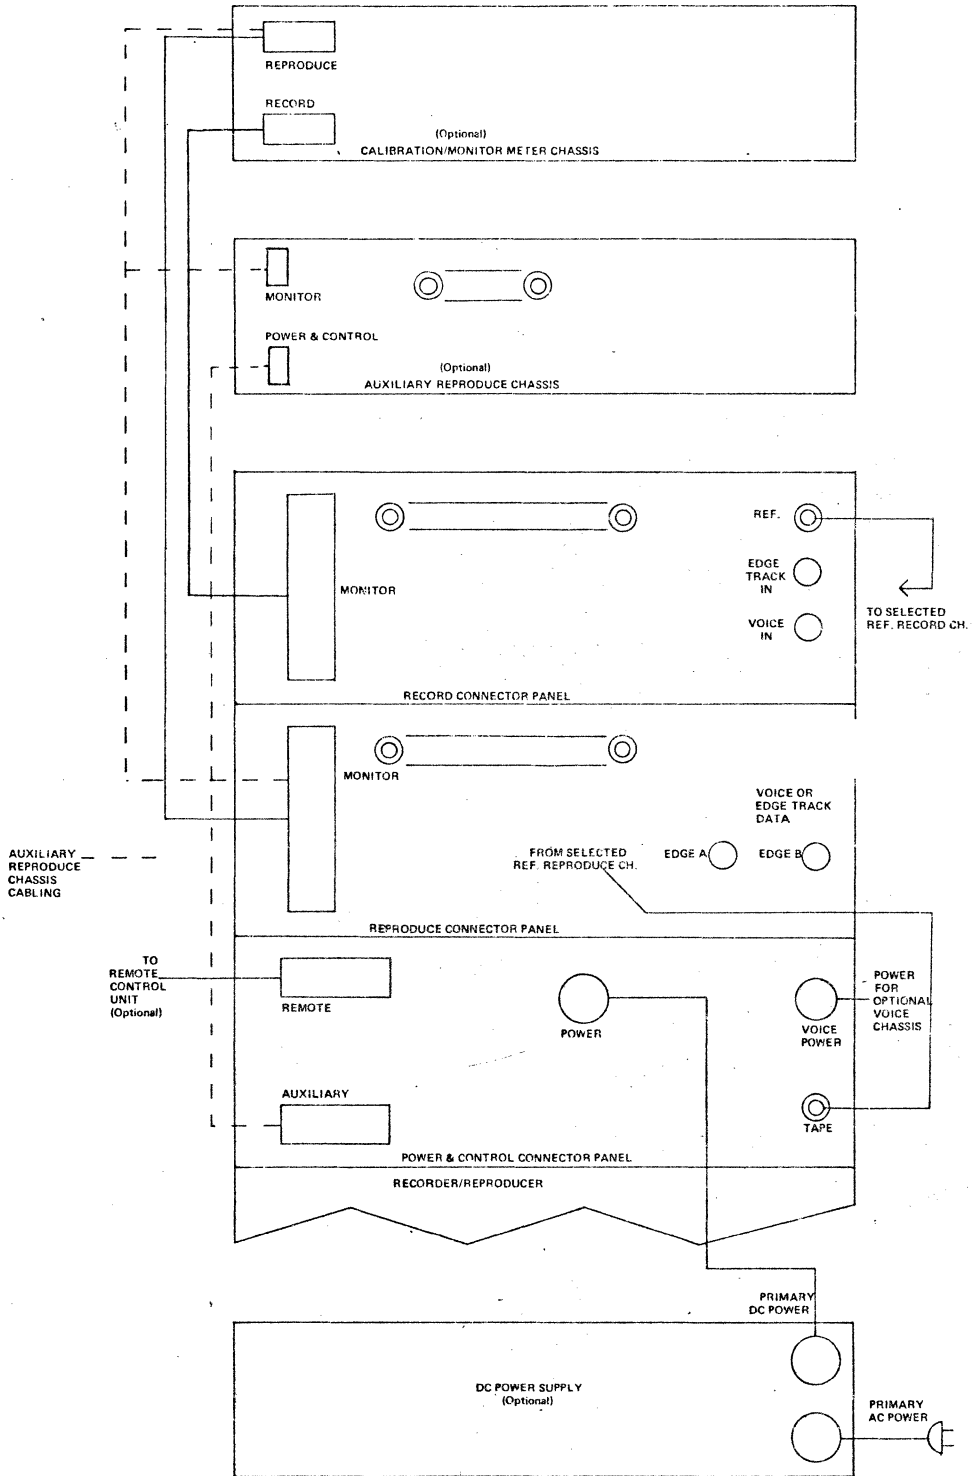 REPRODUCE
RECORD
(Optional)
CALIBRATION/MONITOR METER CHASSIS
MONITOR
POWER & CONTROL
(Optional)
AUXILIARY REPRODUCE CHASSIS
REF.
EDGE
TRACK
IN
MONITOR
TO SELECTED
REF. RECORD CH.
VOICE
IN
RECORD CONNECTOR PANEL
MONITOR
VOICE OR
EDGE TRACK
DATA
AUXILIARY
REPRODUCE
CHASSIS
CABLING
FROM SELECTED
REF. REPRODUCE CH.
EDGE A
EDGE B
REPRODUCE CONNECTOR PANEL
TO
REMOTE
CONTROL
UNIT
(Optional)
REMOTE
POWER
VOICE
POWER
POWER
FOR
OPTIONAL
VOICE
CHASSIS
AUXILIARY
TAPE
POWER & CONTROL CONNECTOR PANEL
RECORDER/REPRODUCER
PRIMARY
DC POWER
DC POWER SUPPLY
(Optional)
PRIMARY
AC POWER